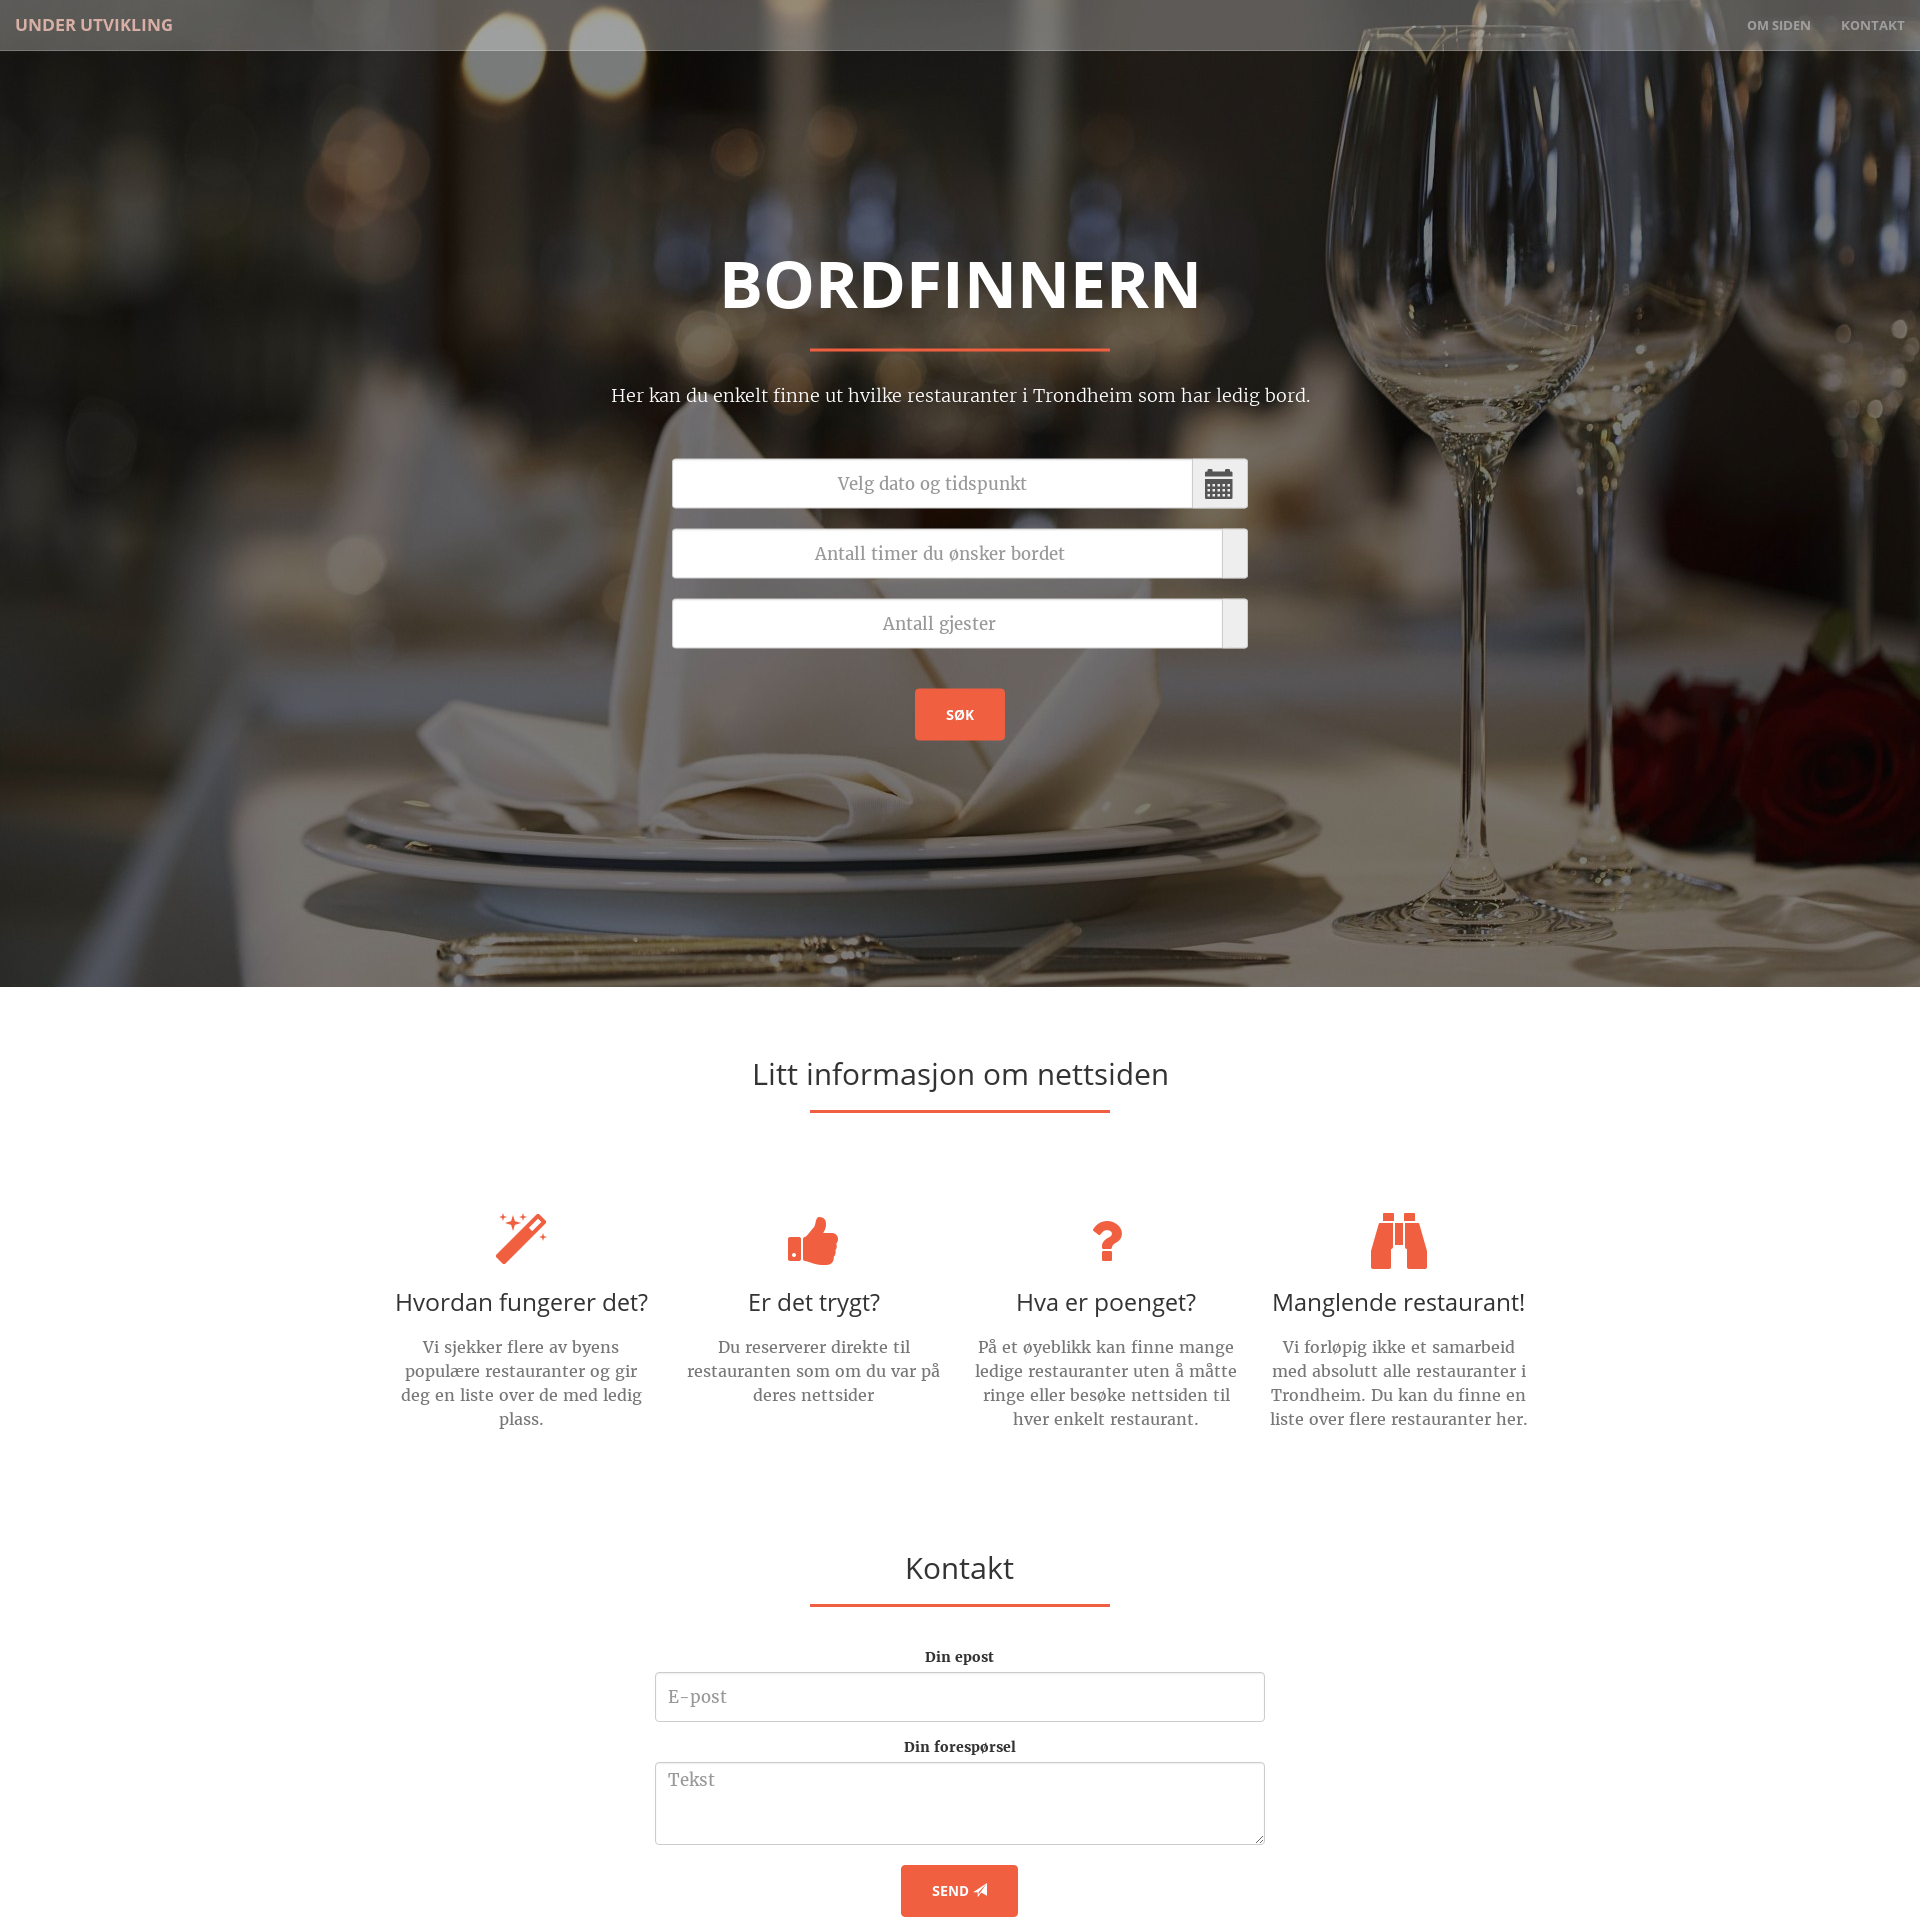 UNDER UTVIKLING
OM SIDEN
KONTAKT
BORDFINNERN
Her kan du enkelt finne ut hvilke restauranter i Trondheim som har ledig bord.
Velg dato og tidspunkt
Antall timer du ønsker bordet
Antall gjester
SØK
Litt informasjon om nettsiden
Hvordan fungerer det?
Vi sjekker flere av byens
populære restauranter og gir
deg en liste over de med ledig
plass.
Er det trygt?
Du reserverer direkte til
restauranten som om du var på
deres nettsider
Hva er poenget?
På et øyeblikk kan finne mange
ledige restauranter uten å måtte
ringe eller besøke nettsiden til
hver enkelt restaurant.
Manglende restaurant!
Vi forløpig ikke et samarbeid
med absolutt alle restauranter i
Trondheim. Du kan du finne en
liste over flere restauranter her.
Kontakt
Din epost
E-post
Din forespørsel
Tekst
SEND